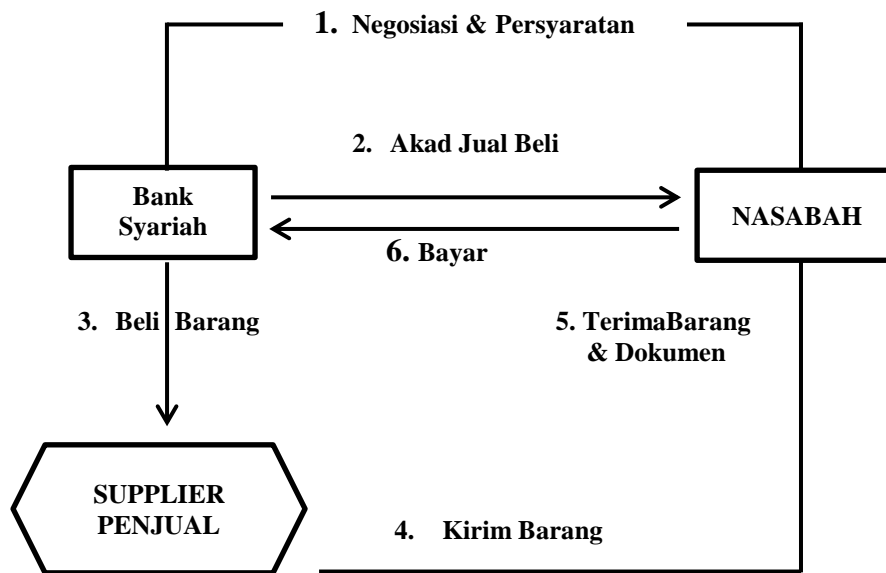 1. Negosiasi & Persyaratan
2. Akad Jual Beli
Bank
Syariah
NASABAH
6. Bayar
3. Beli Barang
5. TerimaBarang
& Dokumen
SUPPLIER
PENJUAL
4. Kirim Barang